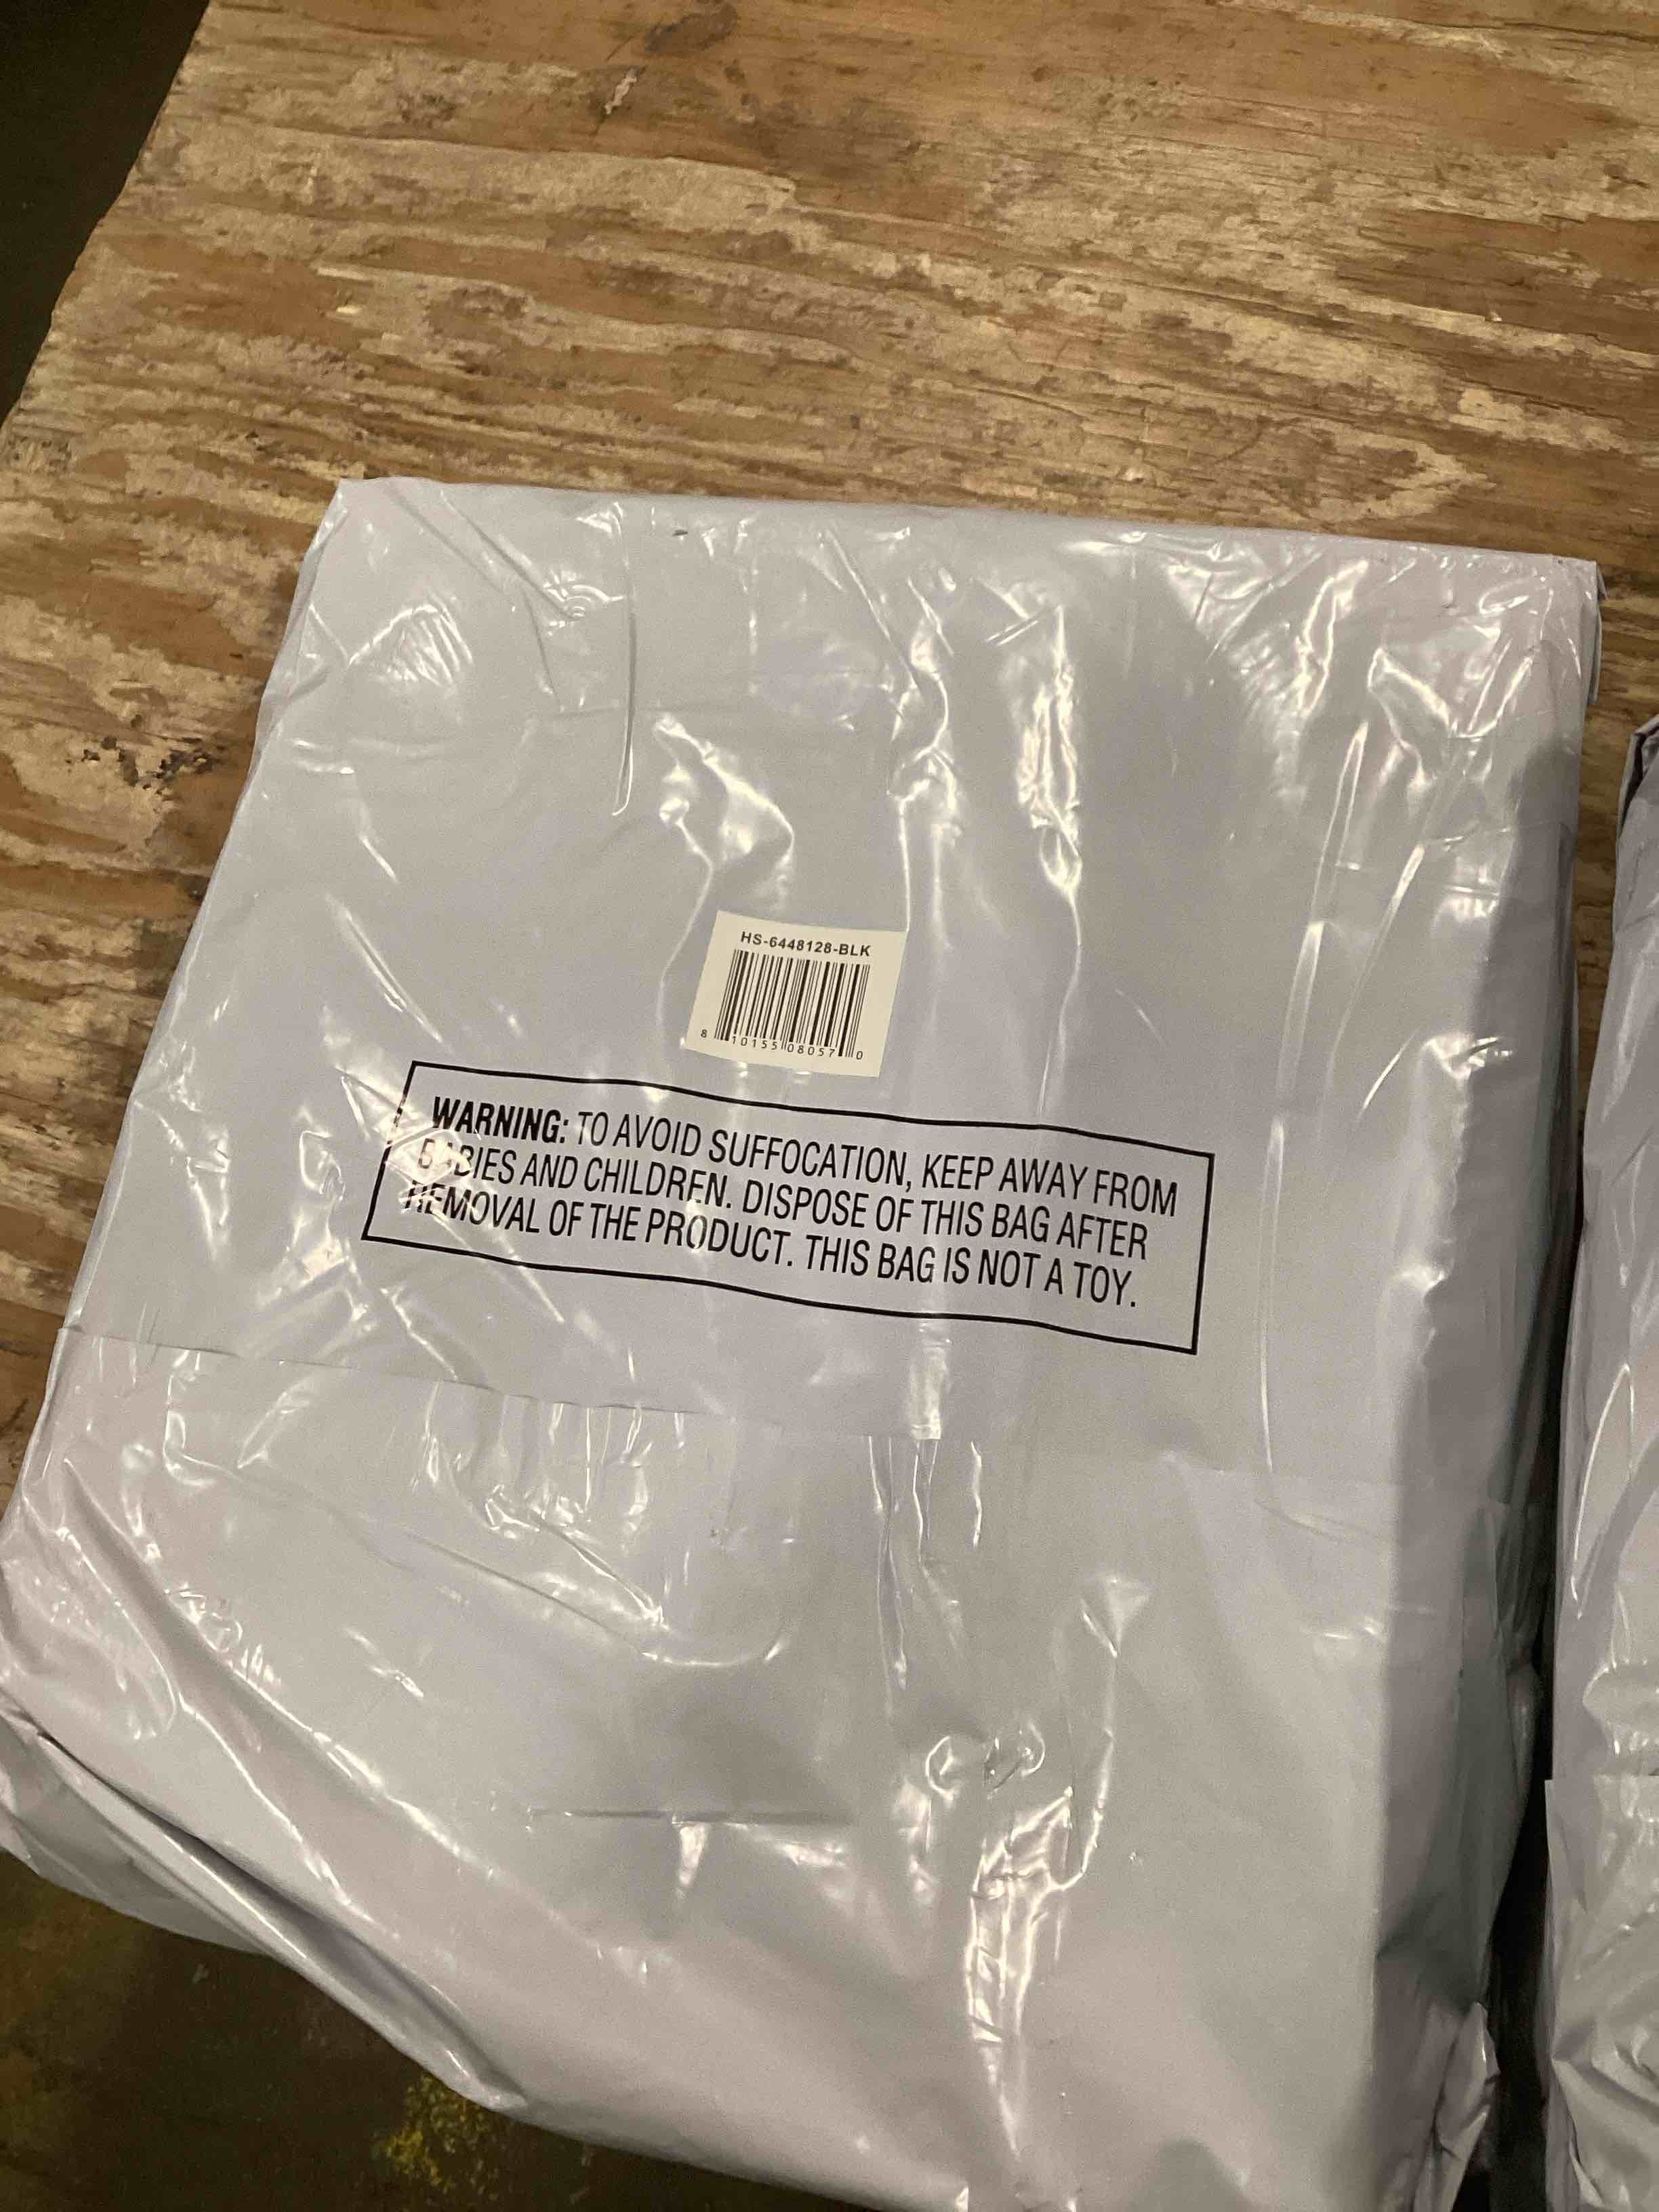 HS-6448128-BLK
8 10155 08057 0
WARNING: TO AVOID SUFFOCATION, KEEP AWAY FROM
BABIES AND CHILDREN. DISPOSE OF THIS BAG AFTER
REMOVAL OF THE PRODUCT. THIS BAG IS NOT A TOY.